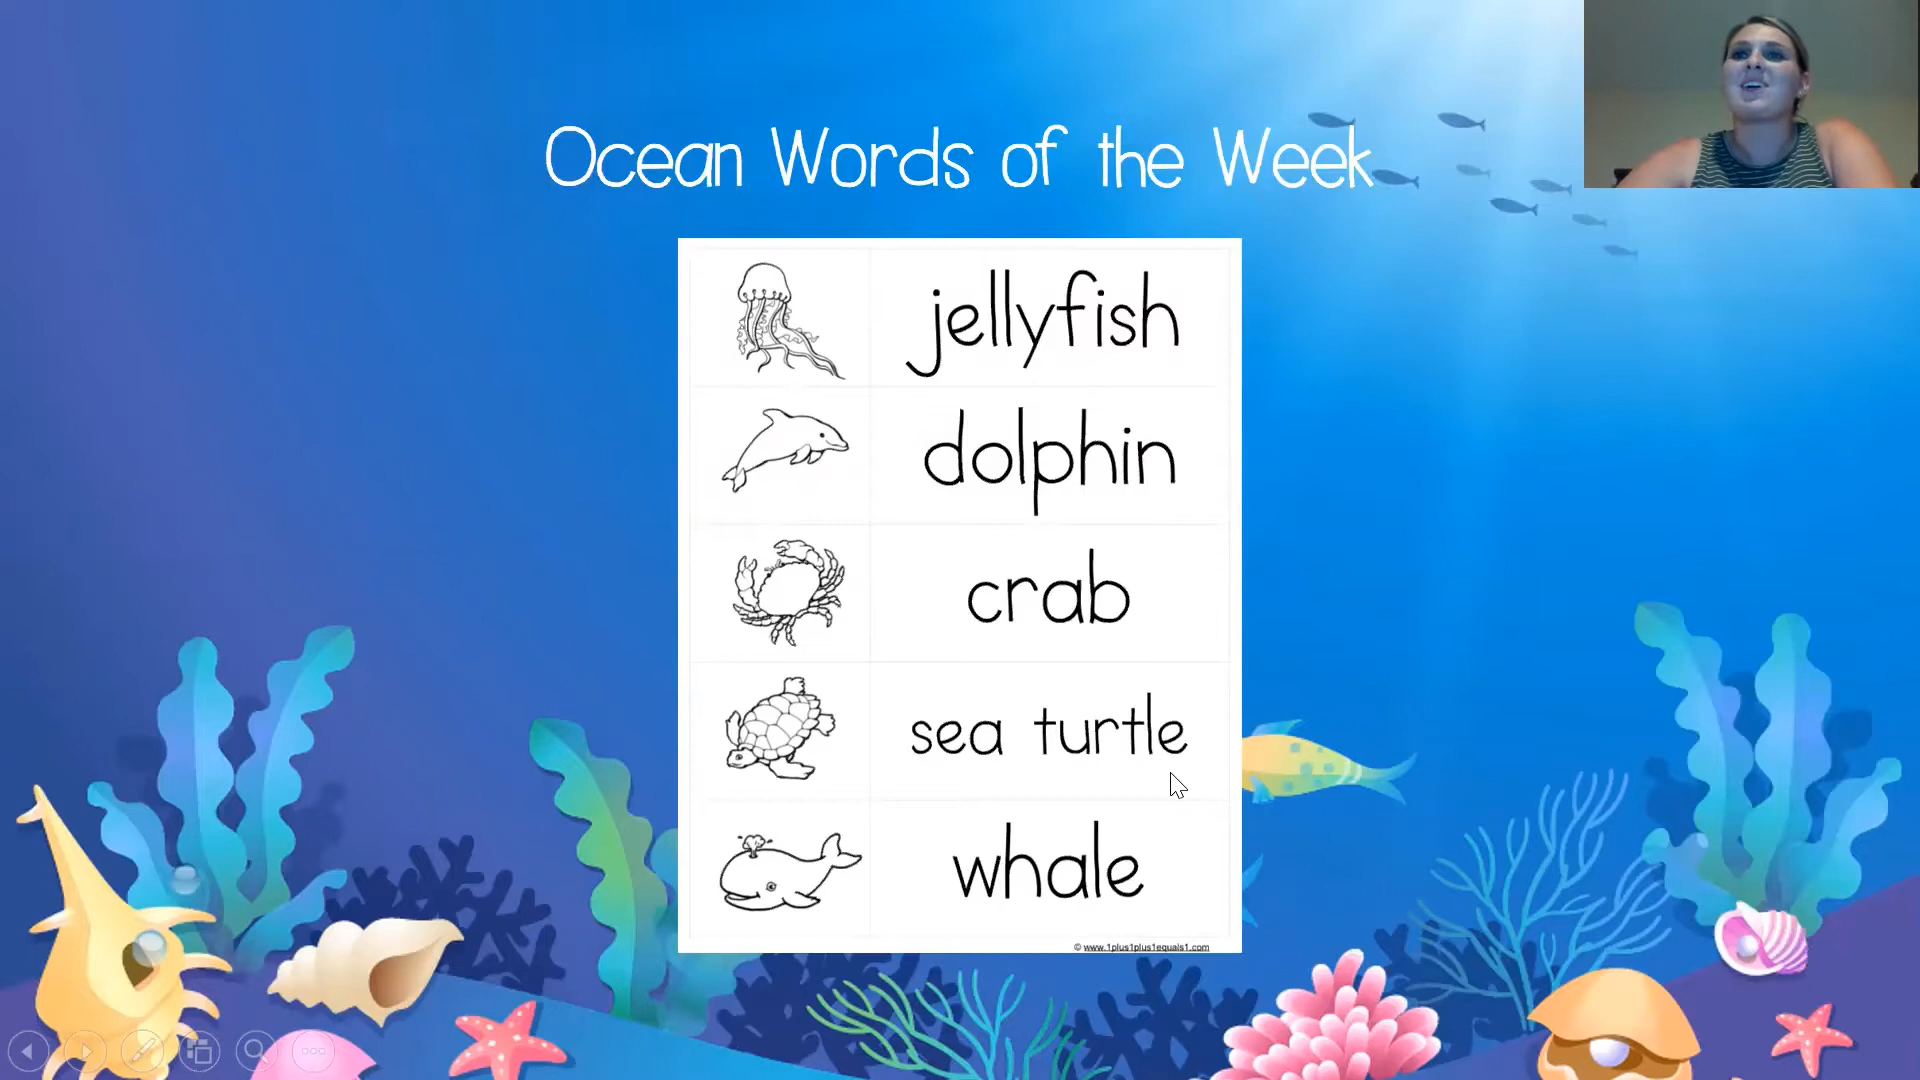 Ocean Words of the Week
jellyfish
dolphin
crab
sea turtle
whale
© www.1plus1plus1equals1.com